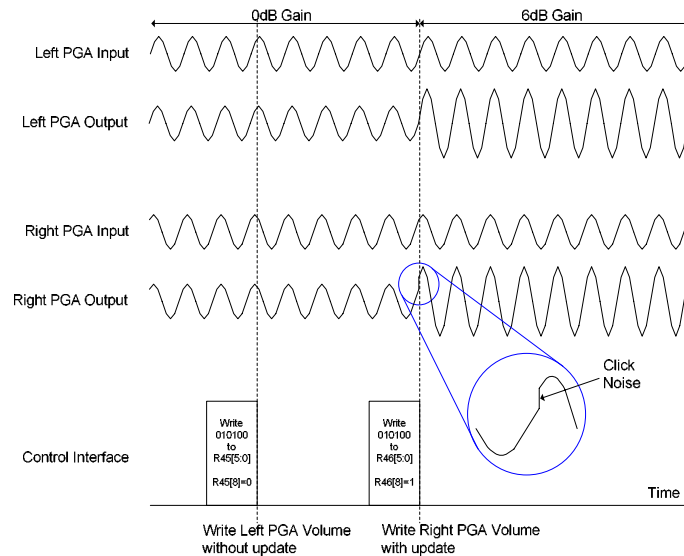 0dB Gain
6dB Gain
Left PGA Input
Left PGA Output
Right PGA Input
Right PGA Output
Click
Noise
Write
010100
to
R45[5:0]
R45[8]=0
Write
010100
to
R46[5:0]
R46[8]=1
Control Interface
Time
Write Left PGA Volume
without update
Write Right PGA Volume
with update